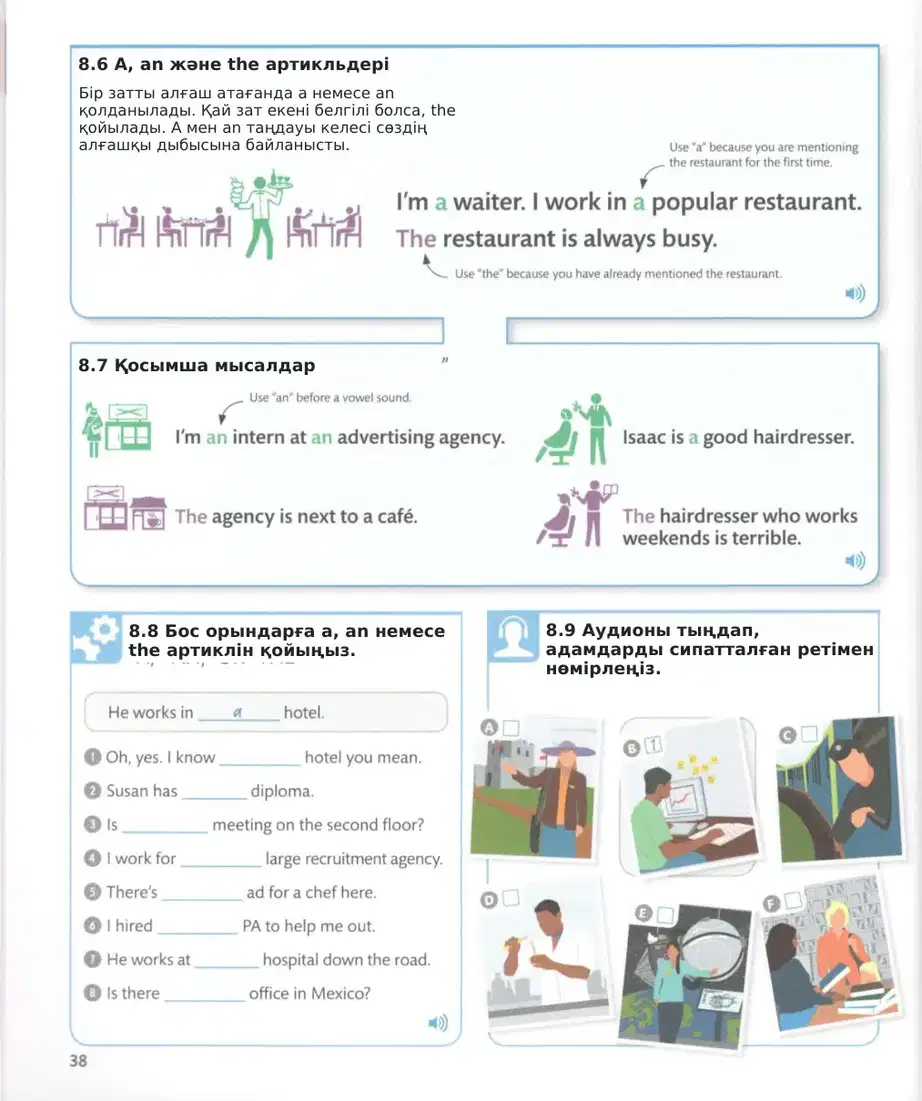 8.6 А, an және the артикльдері
Бір затты алғаш атағанда a немесе an
қолданылады. Қай зат екені белгілі болса, the
қойылады. А мен an таңдауы келесі сөздің
алғашқы дыбысына байланысты.
Use "a" because you are mentioning
the restaurant for the first time.
I'm a waiter. I work in a popular restaurant.
The restaurant is always busy.
Use "the" because you have already mentioned the restaurant.
8.7 Қосымша мысалдар
"
Use "an" before a vowel sound.
I'm an intern at an advertising agency.
Isaac is a good hairdresser.
The agency is next to a café.
The hairdresser who works
weekends is terrible.
8.8 Бос орындарға a, an немесе
the артиклін қойыңыз.
He works in a hotel.
1 Oh, yes. I know ________ hotel you mean.
2 Susan has ________ diploma.
3 Is ________ meeting on the second floor?
4 I work for ________ large recruitment agency.
5 There's ________ ad for a chef here.
6 I hired ________ PA to help me out.
7 He works at ________ hospital down the road.
8 Is there ________ office in Mexico?
8.9 Аудионы тыңдап,
адамдарды сипатталған ретімен
нөмірлеңіз.
A
B 1
C
D
E
F
38